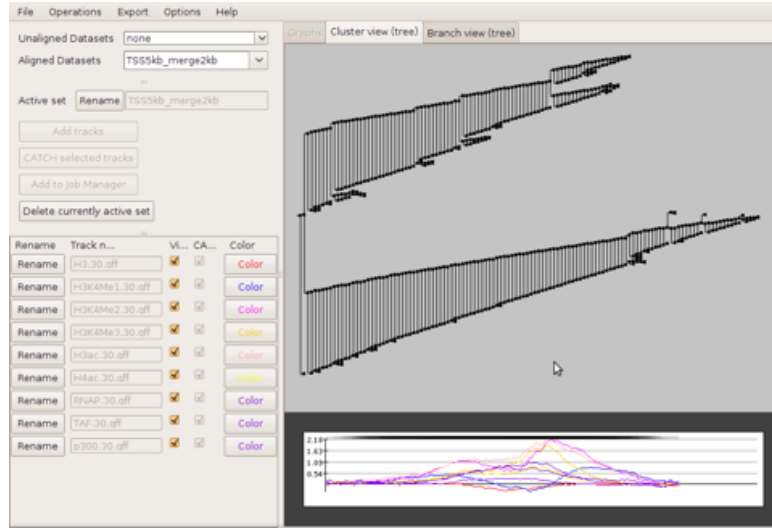 File Operations Export Options Help
Unaligned Datasets none
Graphs Cluster view (tree) Branch view (tree)
Aligned Datasets TSS5kb_merge2kb
Active set Rename TSS5kb_merge2kb
Add tracks
CATCH selected tracks
Add to Job Manager
Delete currently active set
Rename Track n... Vi... CA... Color
Rename H3.30.gff Color
Rename H3K4Me1.30.gff Color
Rename H3K4Me2.30.gff Color
Rename H3K4Me3.30.gff Color
Rename H3ac.30.gff Color
Rename H4ac.30.gff Color
Rename RNAP.30.gff Color
Rename TAF.30.gff Color
Rename p300.30.gff Color
2.18
1.63
1.09
0.54